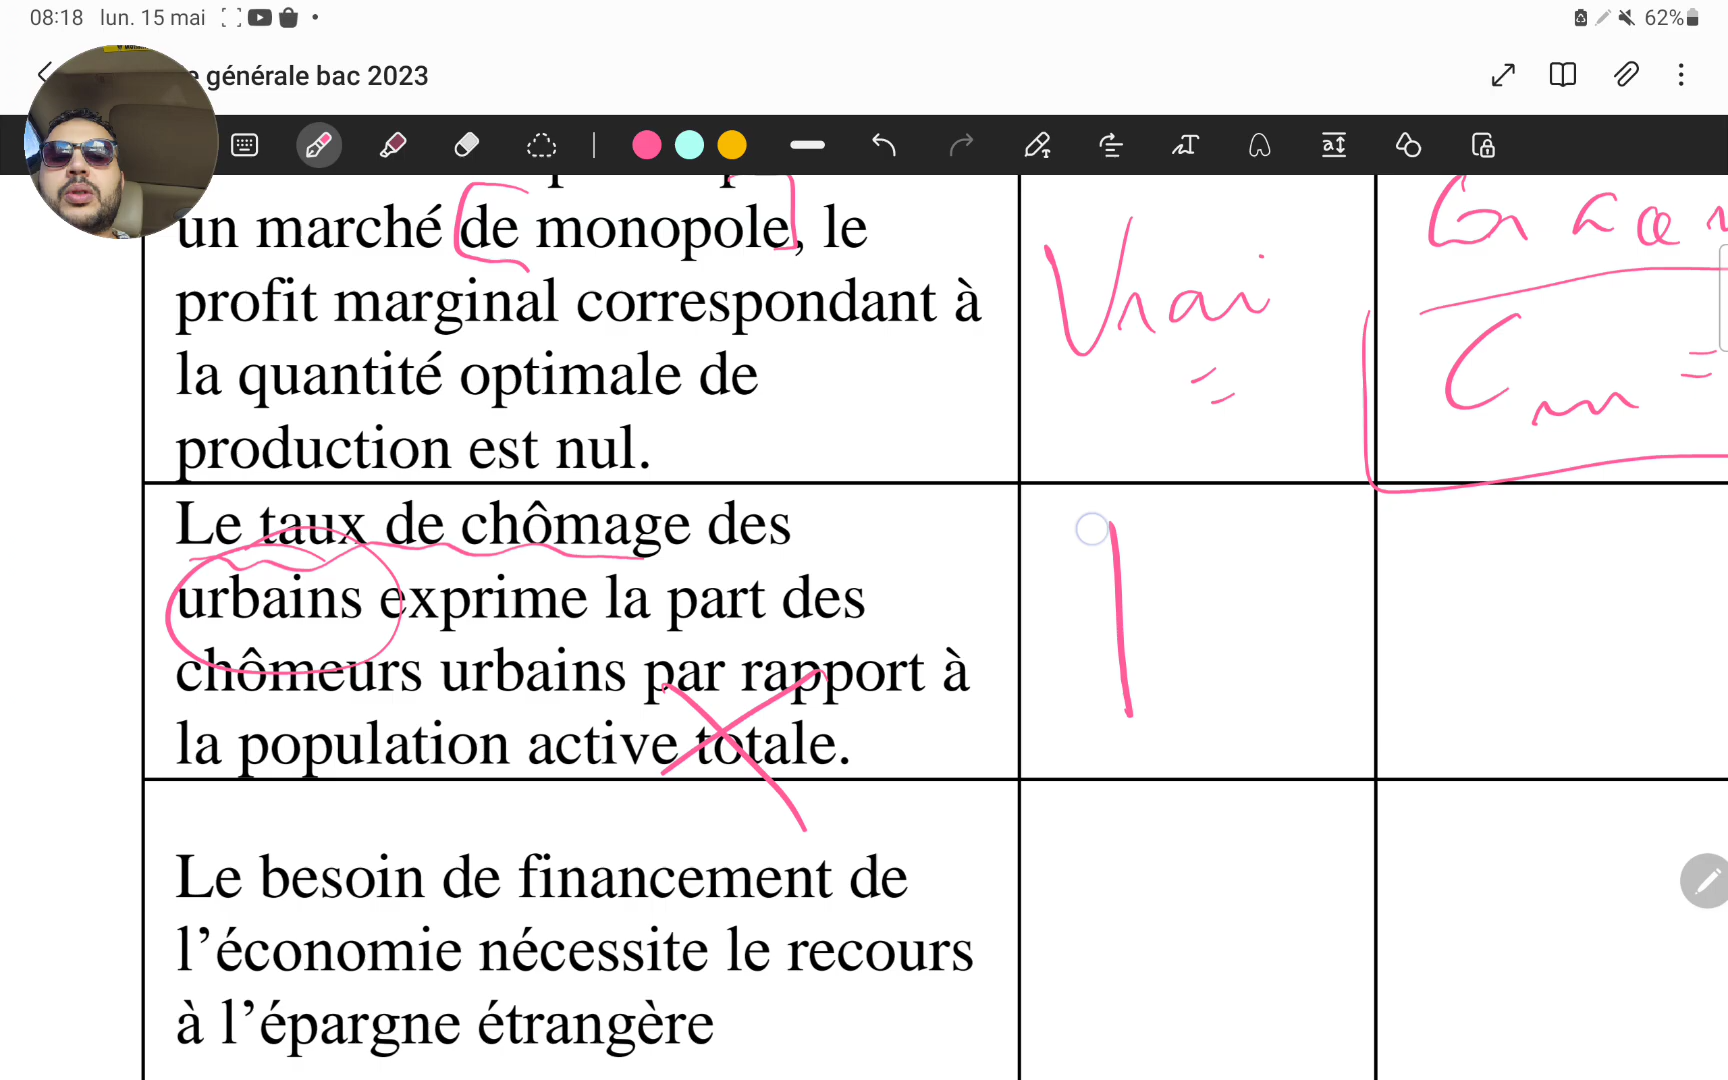 08:18 lun. 15 mai
62%
générale bac 2023
un marché de monopole, le
profit marginal correspondant à
la quantité optimale de
production est nul.
Vrai
=
Cm =
Le taux de chômage des
urbains exprime la part des
chômeurs urbains par rapport à
la population active totale.
Le besoin de financement de
l’économie nécessite le recours
à l’épargne étrangère